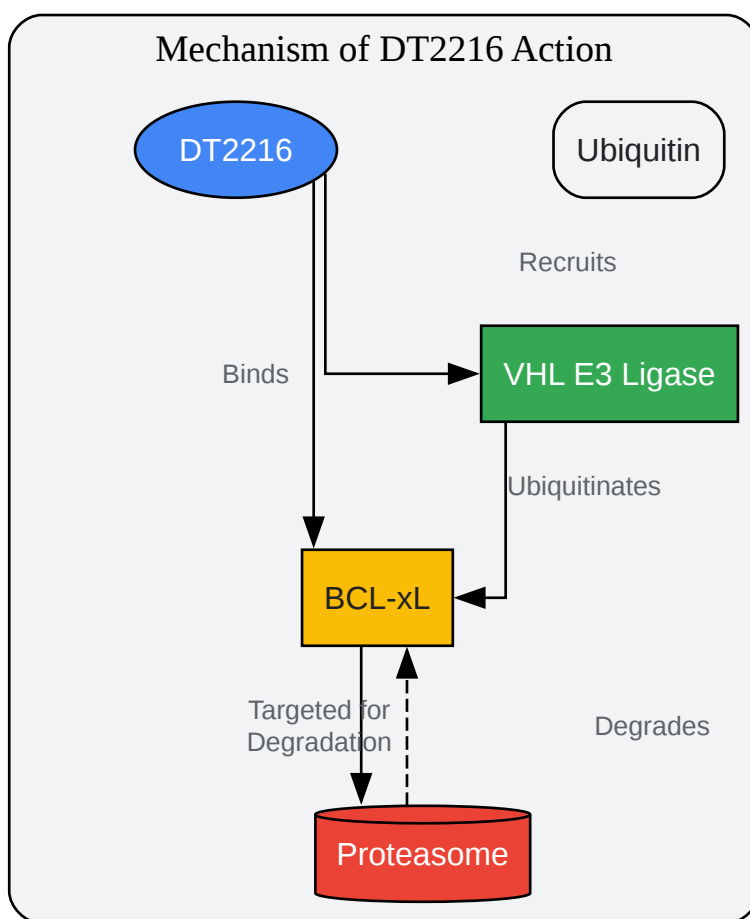 Mechanism of DT2216 Action
DT2216
Ubiquitin
Recruits
Binds
VHL E3 Ligase
Ubiquitinates
BCL-xL
Targeted for
Degradation
Degrades
Proteasome